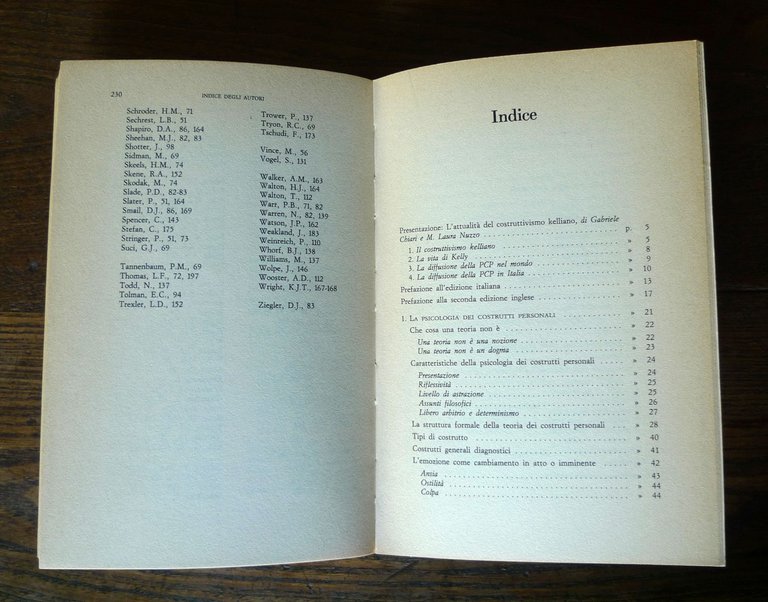 230
INDICE DEGLI AUTORI
Schroder, H.M., 71
Sechrest, L.B., 51
Shapiro, D.A., 86, 164
Sheehan, M.J., 82, 83
Shotter, J., 98
Sidman, M., 69
Skeels, H.M., 74
Skene, R.A., 152
Skodak, M., 74
Slade, P.D., 82-83
Slater, P., 51, 164
Smail, D.J., 86, 169
Spencer, C., 143
Stefan, C., 175
Stringer, P., 51, 73
Suci, G.J., 69
Tannenbaum, P.M., 69
Thomas, L.F., 72, 197
Todd, N., 137
Tolman, E.C., 94
Trexler, L.D., 152
Trower, P., 137
Ttyon, R.C., 69
Tschudi, F., 173
Vince, M., 56
Vogel, S., 131
Walker, A.M., 163
Walton, H.J., 164
Walton, T., 112
Warr, P.B., 71, 82
Warren, N., 82, 139
Watson, J.P., 162
Weakland, J., 183
Weinreich, P., 110
Whorf, B.J., 138
Williams, M., 137
Wolpe, J., 146
Wooster, A.D., 112
Wright, K.J.T., 167-168
Ziegler, D.J., 83
Indice
Presentazione: L'attualità del costruttivismo kelliano, di Gabriele
Chiari e M. Laura Nuzzo . . . p. 5
1. Il costruttivismo kelliano . . . » 5
2. La vita di Kelly . . . » 8
3. La diffusione della PCP nel mondo . . . » 9
4. La diffusione della PCP in Italia . . . » 10
Prefazione all'edizione italiana . . . » 13
Prefazione alla seconda edizione inglese . . . » 17
1. LA PSICOLOGIA DEI COSTRUTTI PERSONALI . . . » 21
Che cosa una teoria non è . . . » 22
Una teoria non è una nozione . . . » 22
Una teoria non è un dogma . . . » 23
Caratteristiche della psicologia dei costrutti personali . . . » 24
Presentazione . . . » 24
Riflessività . . . » 25
Livello di astrazione . . . » 25
Assunti filosofici . . . » 26
Libero arbitrio e determinismo . . . » 27
La struttura formale della teoria dei costrutti personali . . . » 28
Tipi di costrutto . . . » 40
Costrutti generali diagnostici . . . » 41
L'emozione come cambiamento in atto o imminente . . . » 42
Ansia . . . » 43
Ostilità . . . » 44
Colpa . . . » 44